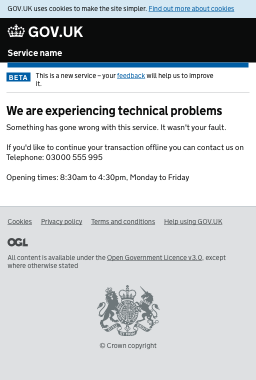 GOV.UK uses cookies to make the site simpler. Find out more about cookies
GOV.UK
Service name
BETA This is a new service – your feedback will help us to improve
it.
We are experiencing technical problems
Something has gone wrong with this service. It wasn't your fault.
If you'd like to continue your transaction offline you can contact us on
Telephone: 03000 555 995
Opening times: 8:30am to 4:30pm, Monday to Friday
Cookies Privacy policy Terms and conditions Help using GOV.UK
OGL
All content is available under the Open Government Licence v3.0, except
where otherwise stated
© Crown copyright